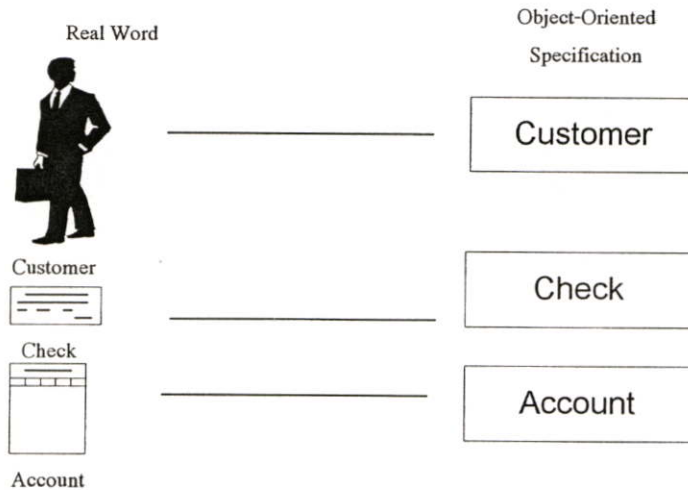 Real Word
Object-Oriented
Specification
Customer
Customer
Check
Check
Account
Account